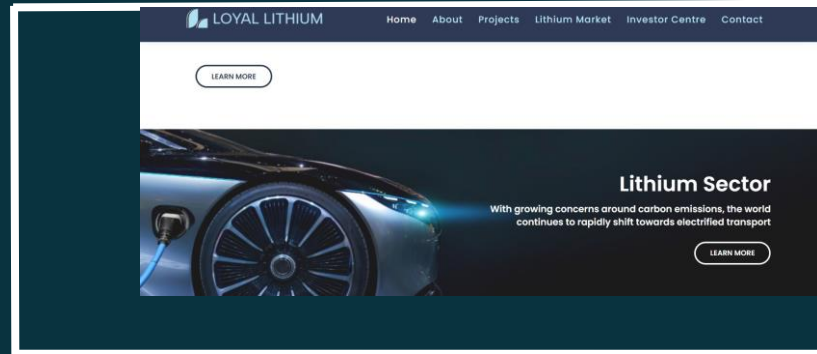 LOYAL LITHIUM
Home About Projects Lithium Market Investor Centre Contact
LEARN MORE
Lithium Sector
With growing concerns around carbon emissions, the world
continues to rapidly shift towards electrified transport
LEARN MORE